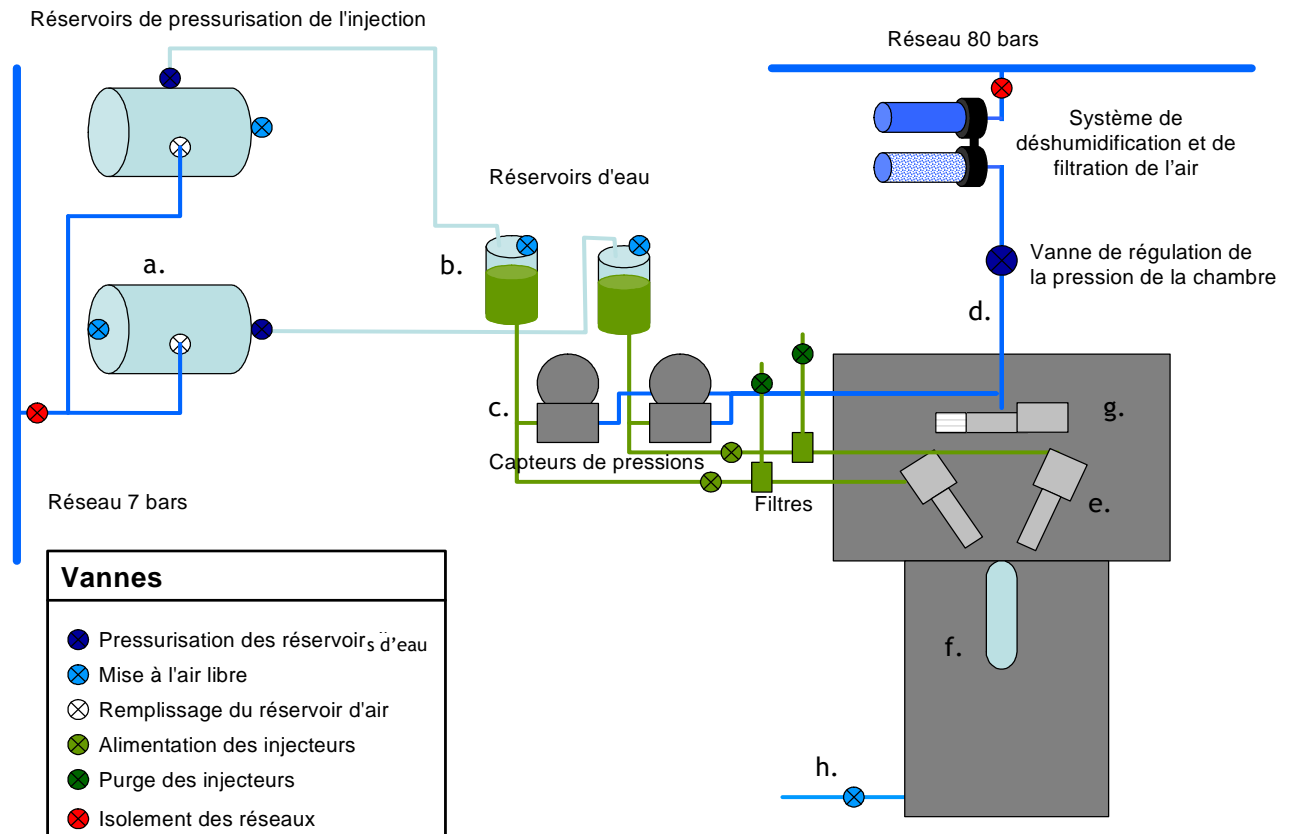 Réservoirs de pressurisation de l'injection
Réseau 80 bars
Système de
déshumidification et de
filtration de l'air
Réservoirs d'eau
a.
b.
Vanne de régulation de
la pression de la chambre
d.
c.
g.
Capteurs de pressions
Réseau 7 bars
Filtres
e.
Vannes
Pressurisation des réservoirs d'eau
Mise à l'air libre
Remplissage du réservoir d'air
Alimentation des injecteurs
Purge des injecteurs
Isolement des réseaux
f.
h.